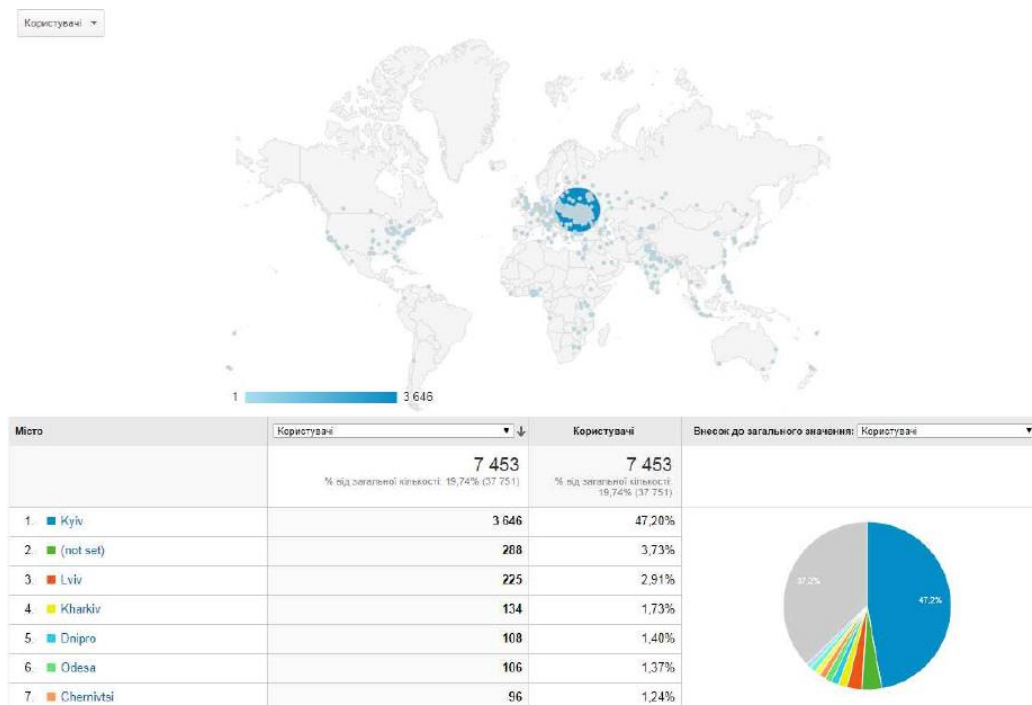 Користувачі
1 3 646
Місто Користувачі Користувачі Внесок до загального значення: Користувачі
7 453 7 453
% від загальної кількості: 19,74% (37 751) % від загальної кількості:
19,74% (37 751)
1. Kyiv 3 646 47,20%
2. (not set) 288 3,73%
3. Lviv 225 2,91%
4. Kharkiv 134 1,73%
5. Dnipro 108 1,40%
6. Odesa 106 1,37%
7. Chernivtsi 96 1,24%
37,2%
47,2%